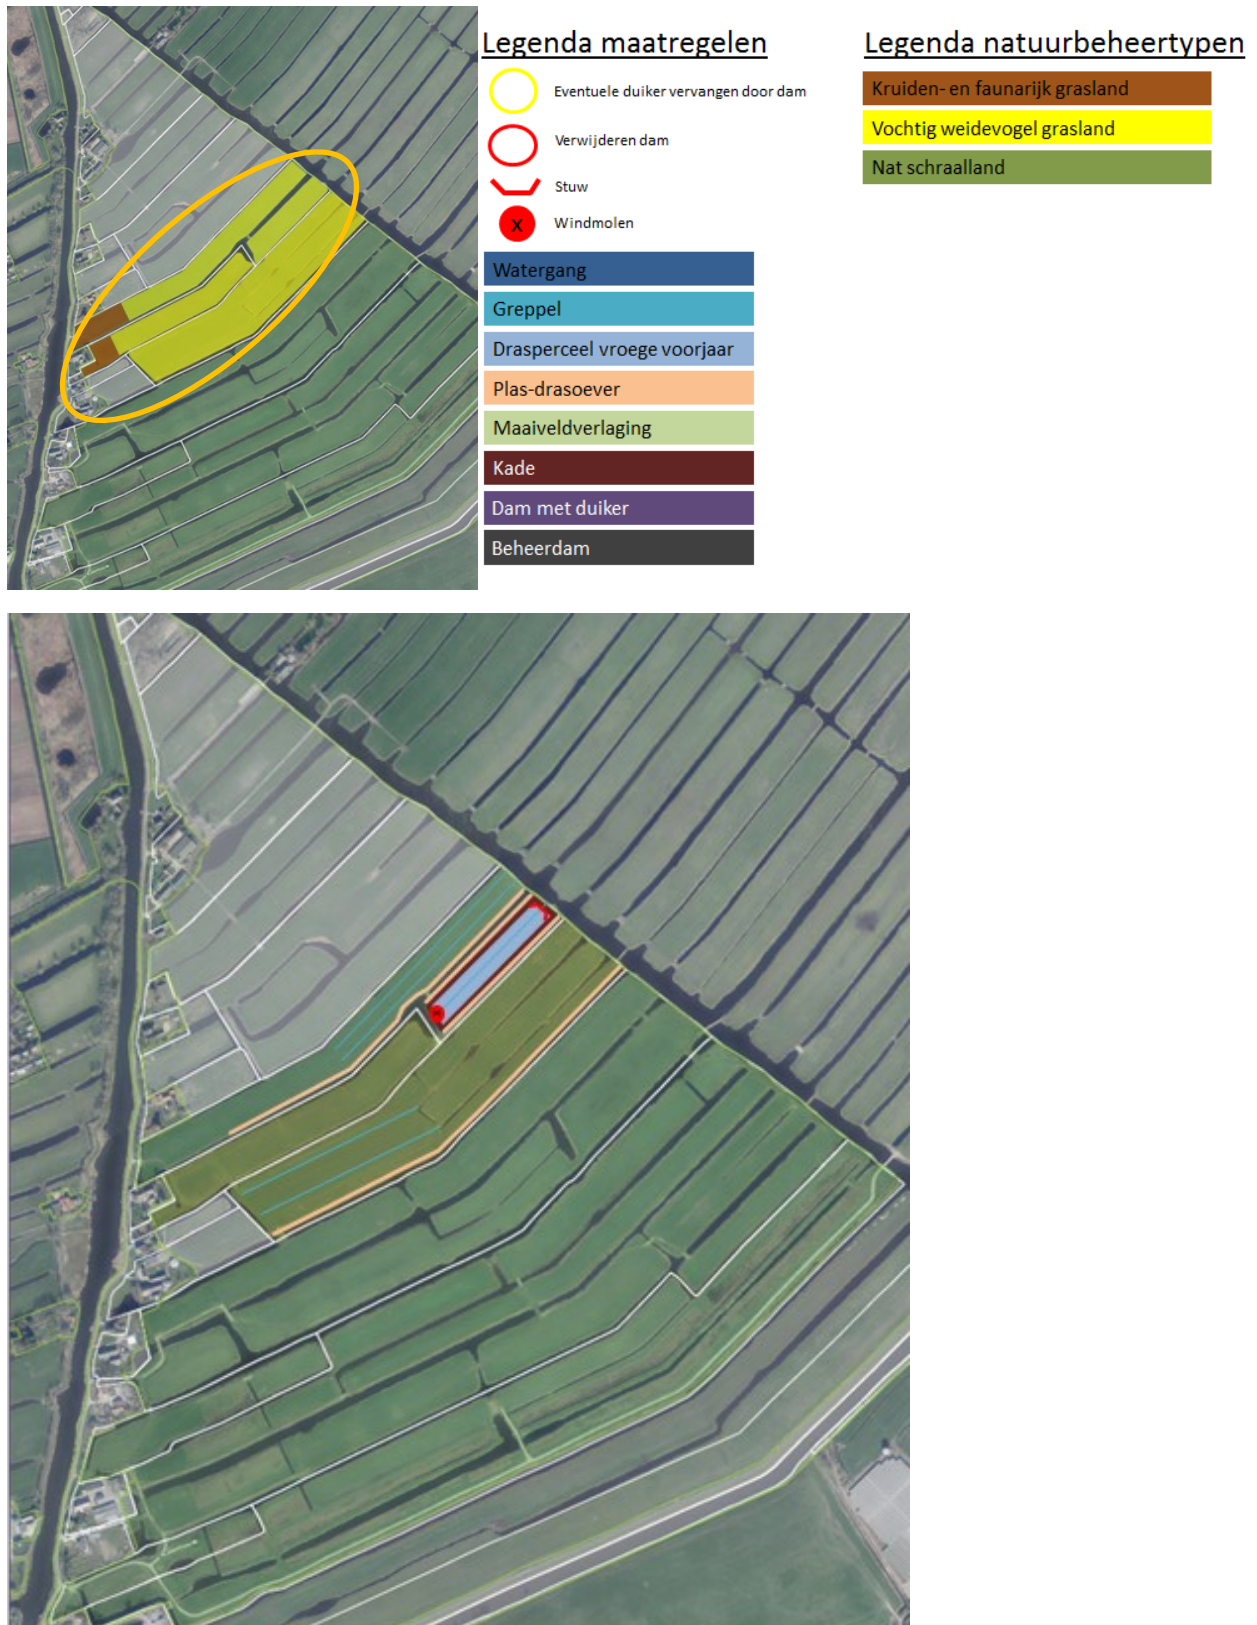 Legenda maatregelen
Eventuele duiker vervangen door dam
Verwijderen dam
Stuw
X
Windmolen
Watergang
Greppel
Drasperceel vroege voorjaar
Plas-drasoever
Maaiveldverlaging
Kade
Dam met duiker
Beheerdam
Legenda natuurbeheertypen
Kruiden- en faunarijk grasland
Vochtig weidevogel grasland
Nat schraalland